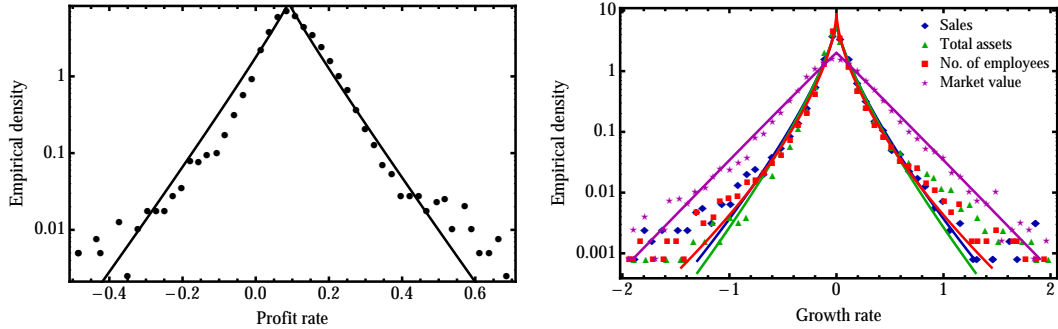 Empirical density
1
0.1
0.01
−0.4
−0.2
0.0
0.2
0.4
0.6
Profit rate
Empirical density
10
1
0.1
0.01
0.001
−2
−1
0
1
2
Growth rate
Sales
Total assets
No. of employees
Market value